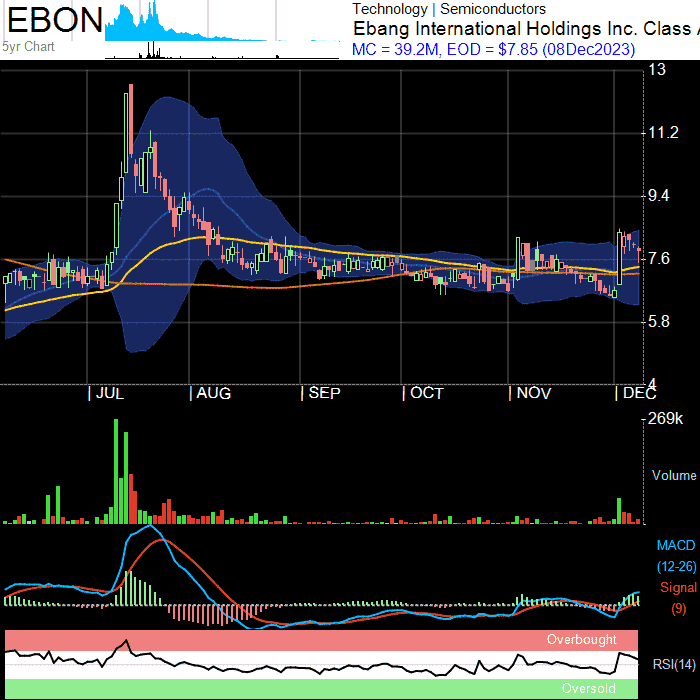 EBON
5yr Chart
Technology | Semiconductors
Ebang International Holdings Inc. Class A
MC = 39.2M, EOD = $7.85 (08Dec2023)
13
11.2
9.4
7.6
5.8
4
JUL AUG SEP OCT NOV DEC
269k
Volume
MACD
(12-26)
Signal
(9)
Overbought
RSI(14)
Oversold